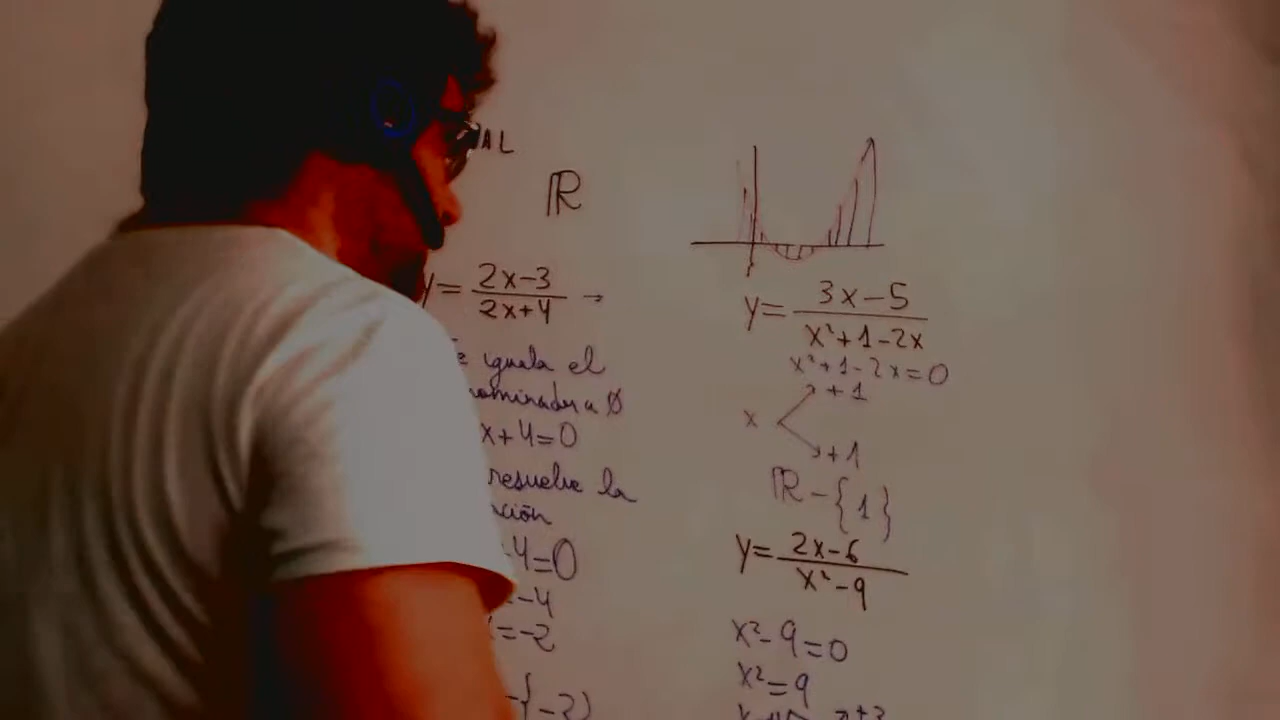 AL
ℝ
y = (2x-3)/(2x+4) →
iguala el
nominador a 0
x+4=0
resuelve la
4=0
-4
=-2
-{-2}
y = (3x-5)/(x²+1-2x)
x²+1-2x=0
+1
x
+1
ℝ-{1}
y = (2x-6)/(x²-9)
x²-9=0
x²=9